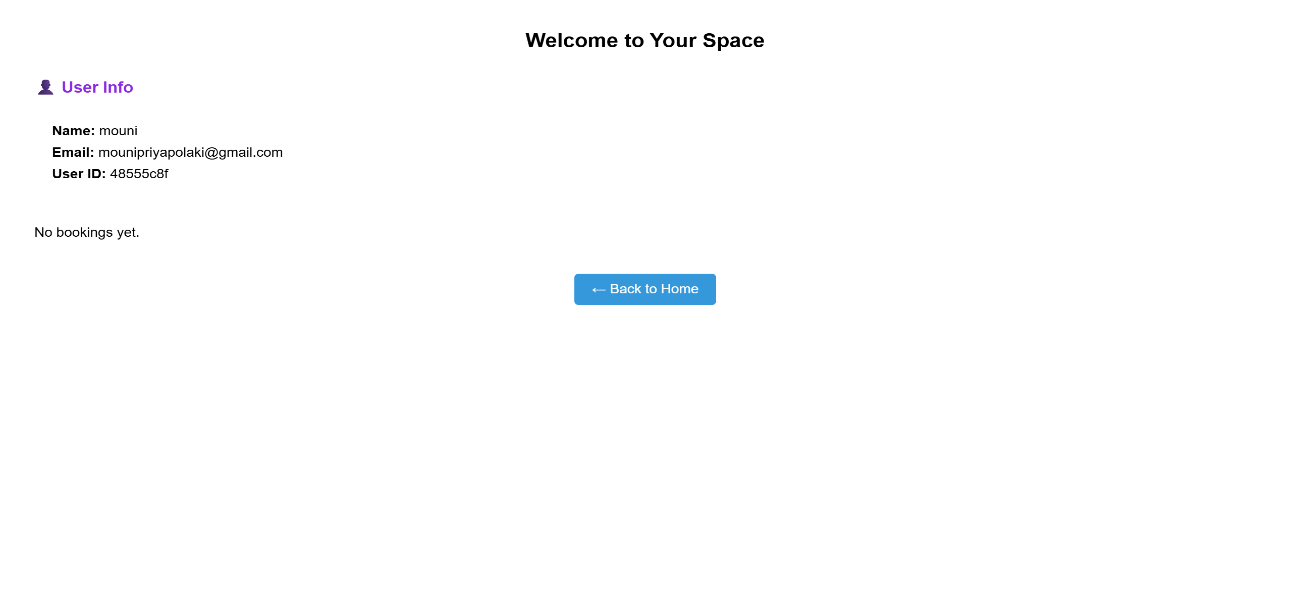 Welcome to Your Space
User Info
Name: mouni
Email: mounipriyapolaki@gmail.com
User ID: 48555c8f
No bookings yet.
← Back to Home